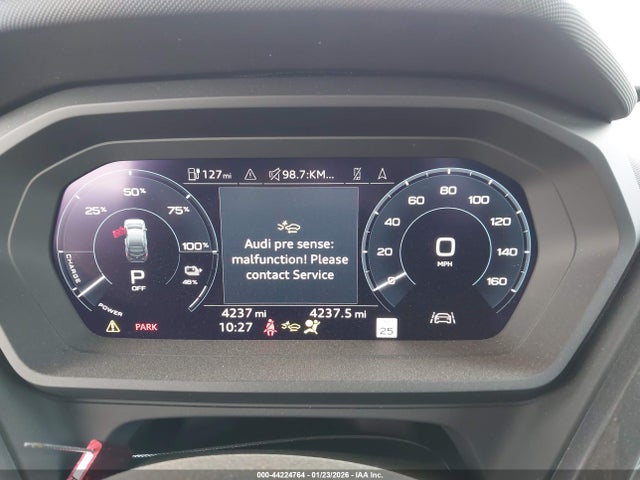 127 mi 98.7:KM...
50%
25% 75%
100%
CHARGE
POWER
P
OFF
46%
Audi pre sense:
malfunction! Please
contact Service
0 20 40 60 80 100 120 140 160
0
MPH
PARK
4237 mi 4237.5 mi
10:27
25
000-44224764 - 01/23/2026 - IAA Inc.